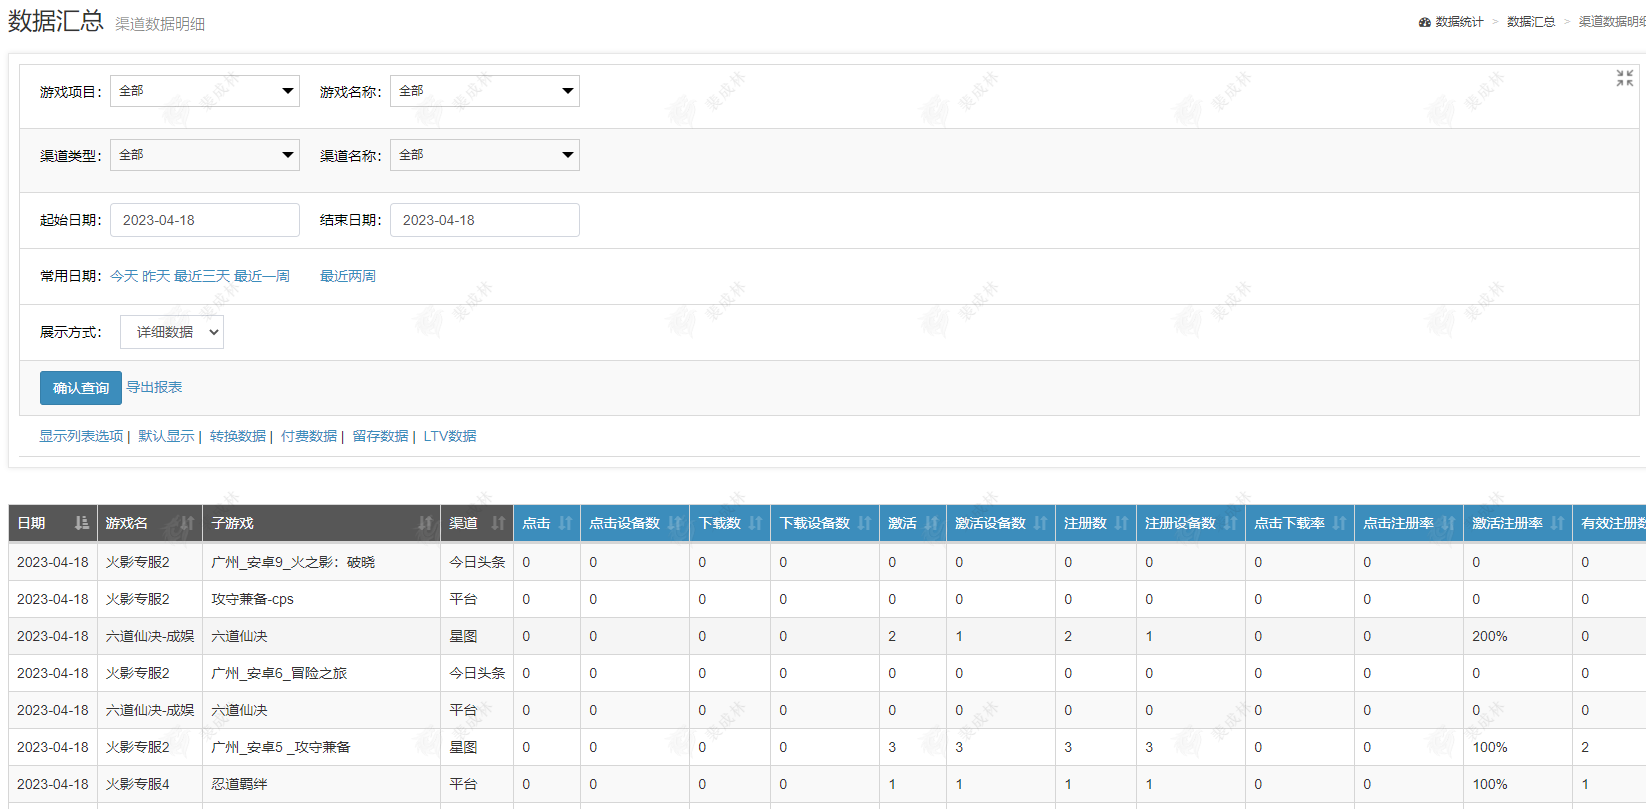 数据汇总 渠道数据明细
数据统计 > 数据汇总 > 渠道数据明细
游戏项目： 全部 游戏名称： 全部
渠道类型： 全部 渠道名称： 全部
起始日期： 2023-04-18 结束日期： 2023-04-18
常用日期： 今天 昨天 最近三天 最近一周 最近两周
展示方式： 详细数据
确认查询 导出报表
显示列表选项 | 默认显示 | 转换数据 | 付费数据 | 留存数据 | LTV数据
日期 游戏名 子游戏 渠道 点击 点击设备数 下载数 下载设备数 激活 激活设备数 注册数 注册设备数 点击下载率 点击注册率 激活注册率 有效注册数
2023-04-18 火影专服2 广州_安卓9_火之影：破晓 今日头条 0 0 0 0 0 0 0 0 0 0 0 0
2023-04-18 火影专服2 攻守兼备-cps 平台 0 0 0 0 0 0 0 0 0 0 0 0
2023-04-18 六道仙决-成娱 六道仙决 星图 0 0 0 0 2 1 2 1 0 0 200% 0
2023-04-18 火影专服2 广州_安卓6_冒险之旅 今日头条 0 0 0 0 0 0 0 0 0 0 0 0
2023-04-18 六道仙决-成娱 六道仙决 平台 0 0 0 0 0 0 0 0 0 0 0 0
2023-04-18 火影专服2 广州_安卓5 _攻守兼备 星图 0 0 0 0 3 3 3 3 0 0 100% 2
2023-04-18 火影专服4 忍道羁绊 平台 0 0 0 0 1 1 1 1 0 0 100% 1
裴成林